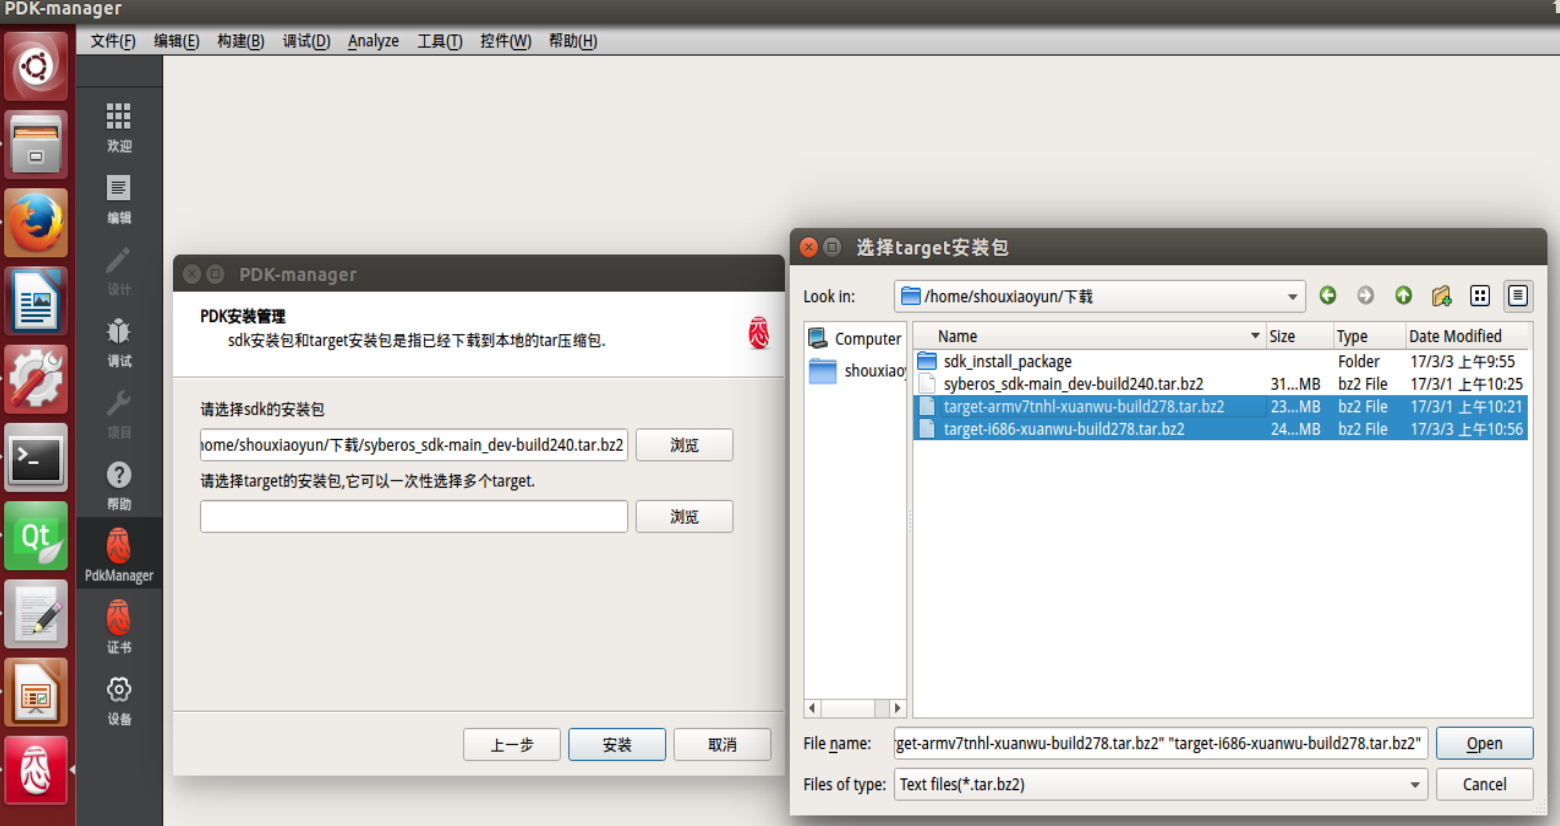 PDK-manager
文件(F) 编辑(E) 构建(B) 调试(D) Analyze 工具(T) 控件(W) 帮助(H)
欢迎
编辑
设计
调试
项目
帮助
PdkManager
证书
设备
Qt
PDK-manager
PDK安装管理
sdk安装包和target安装包是指已经下载到本地的tar压缩包.
请选择sdk的安装包
home/shouxiaoyun/下载/syberos_sdk-main_dev-build240.tar.bz2 浏览
请选择target的安装包,它可以一次性选择多个target.
浏览
上一步 安装 取消
选择target安装包
Look in: /home/shouxiaoyun/下载
Computer
shouxiaoy
Name Size Type Date Modified
sdk_install_package Folder 17/3/3 上午9:55
syberos_sdk-main_dev-build240.tar.bz2 31...MB bz2 File 17/3/1 上午10:25
target-armv7tnhl-xuanwu-build278.tar.bz2 23...MB bz2 File 17/3/1 上午10:21
target-i686-xuanwu-build278.tar.bz2 24...MB bz2 File 17/3/3 上午10:56
File name: get-armv7tnhl-xuanwu-build278.tar.bz2" "target-i686-xuanwu-build278.tar.bz2" Open
Files of type: Text files(*.tar.bz2) Cancel